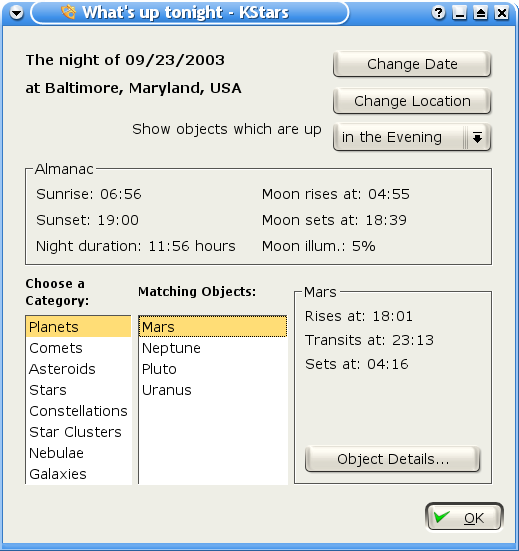 What's up tonight - KStars
The night of 09/23/2003
at Baltimore, Maryland, USA
Change Date
Change Location
Show objects which are up
in the Evening
Almanac
Sunrise: 06:56
Moon rises at: 04:55
Sunset: 19:00
Moon sets at: 18:39
Night duration: 11:56 hours
Moon illum.: 5%
Choose a
Category:
Planets
Comets
Asteroids
Stars
Constellations
Star Clusters
Nebulae
Galaxies
Matching Objects:
Mars
Neptune
Pluto
Uranus
Mars
Rises at: 18:01
Transits at: 23:13
Sets at: 04:16
Object Details...
OK